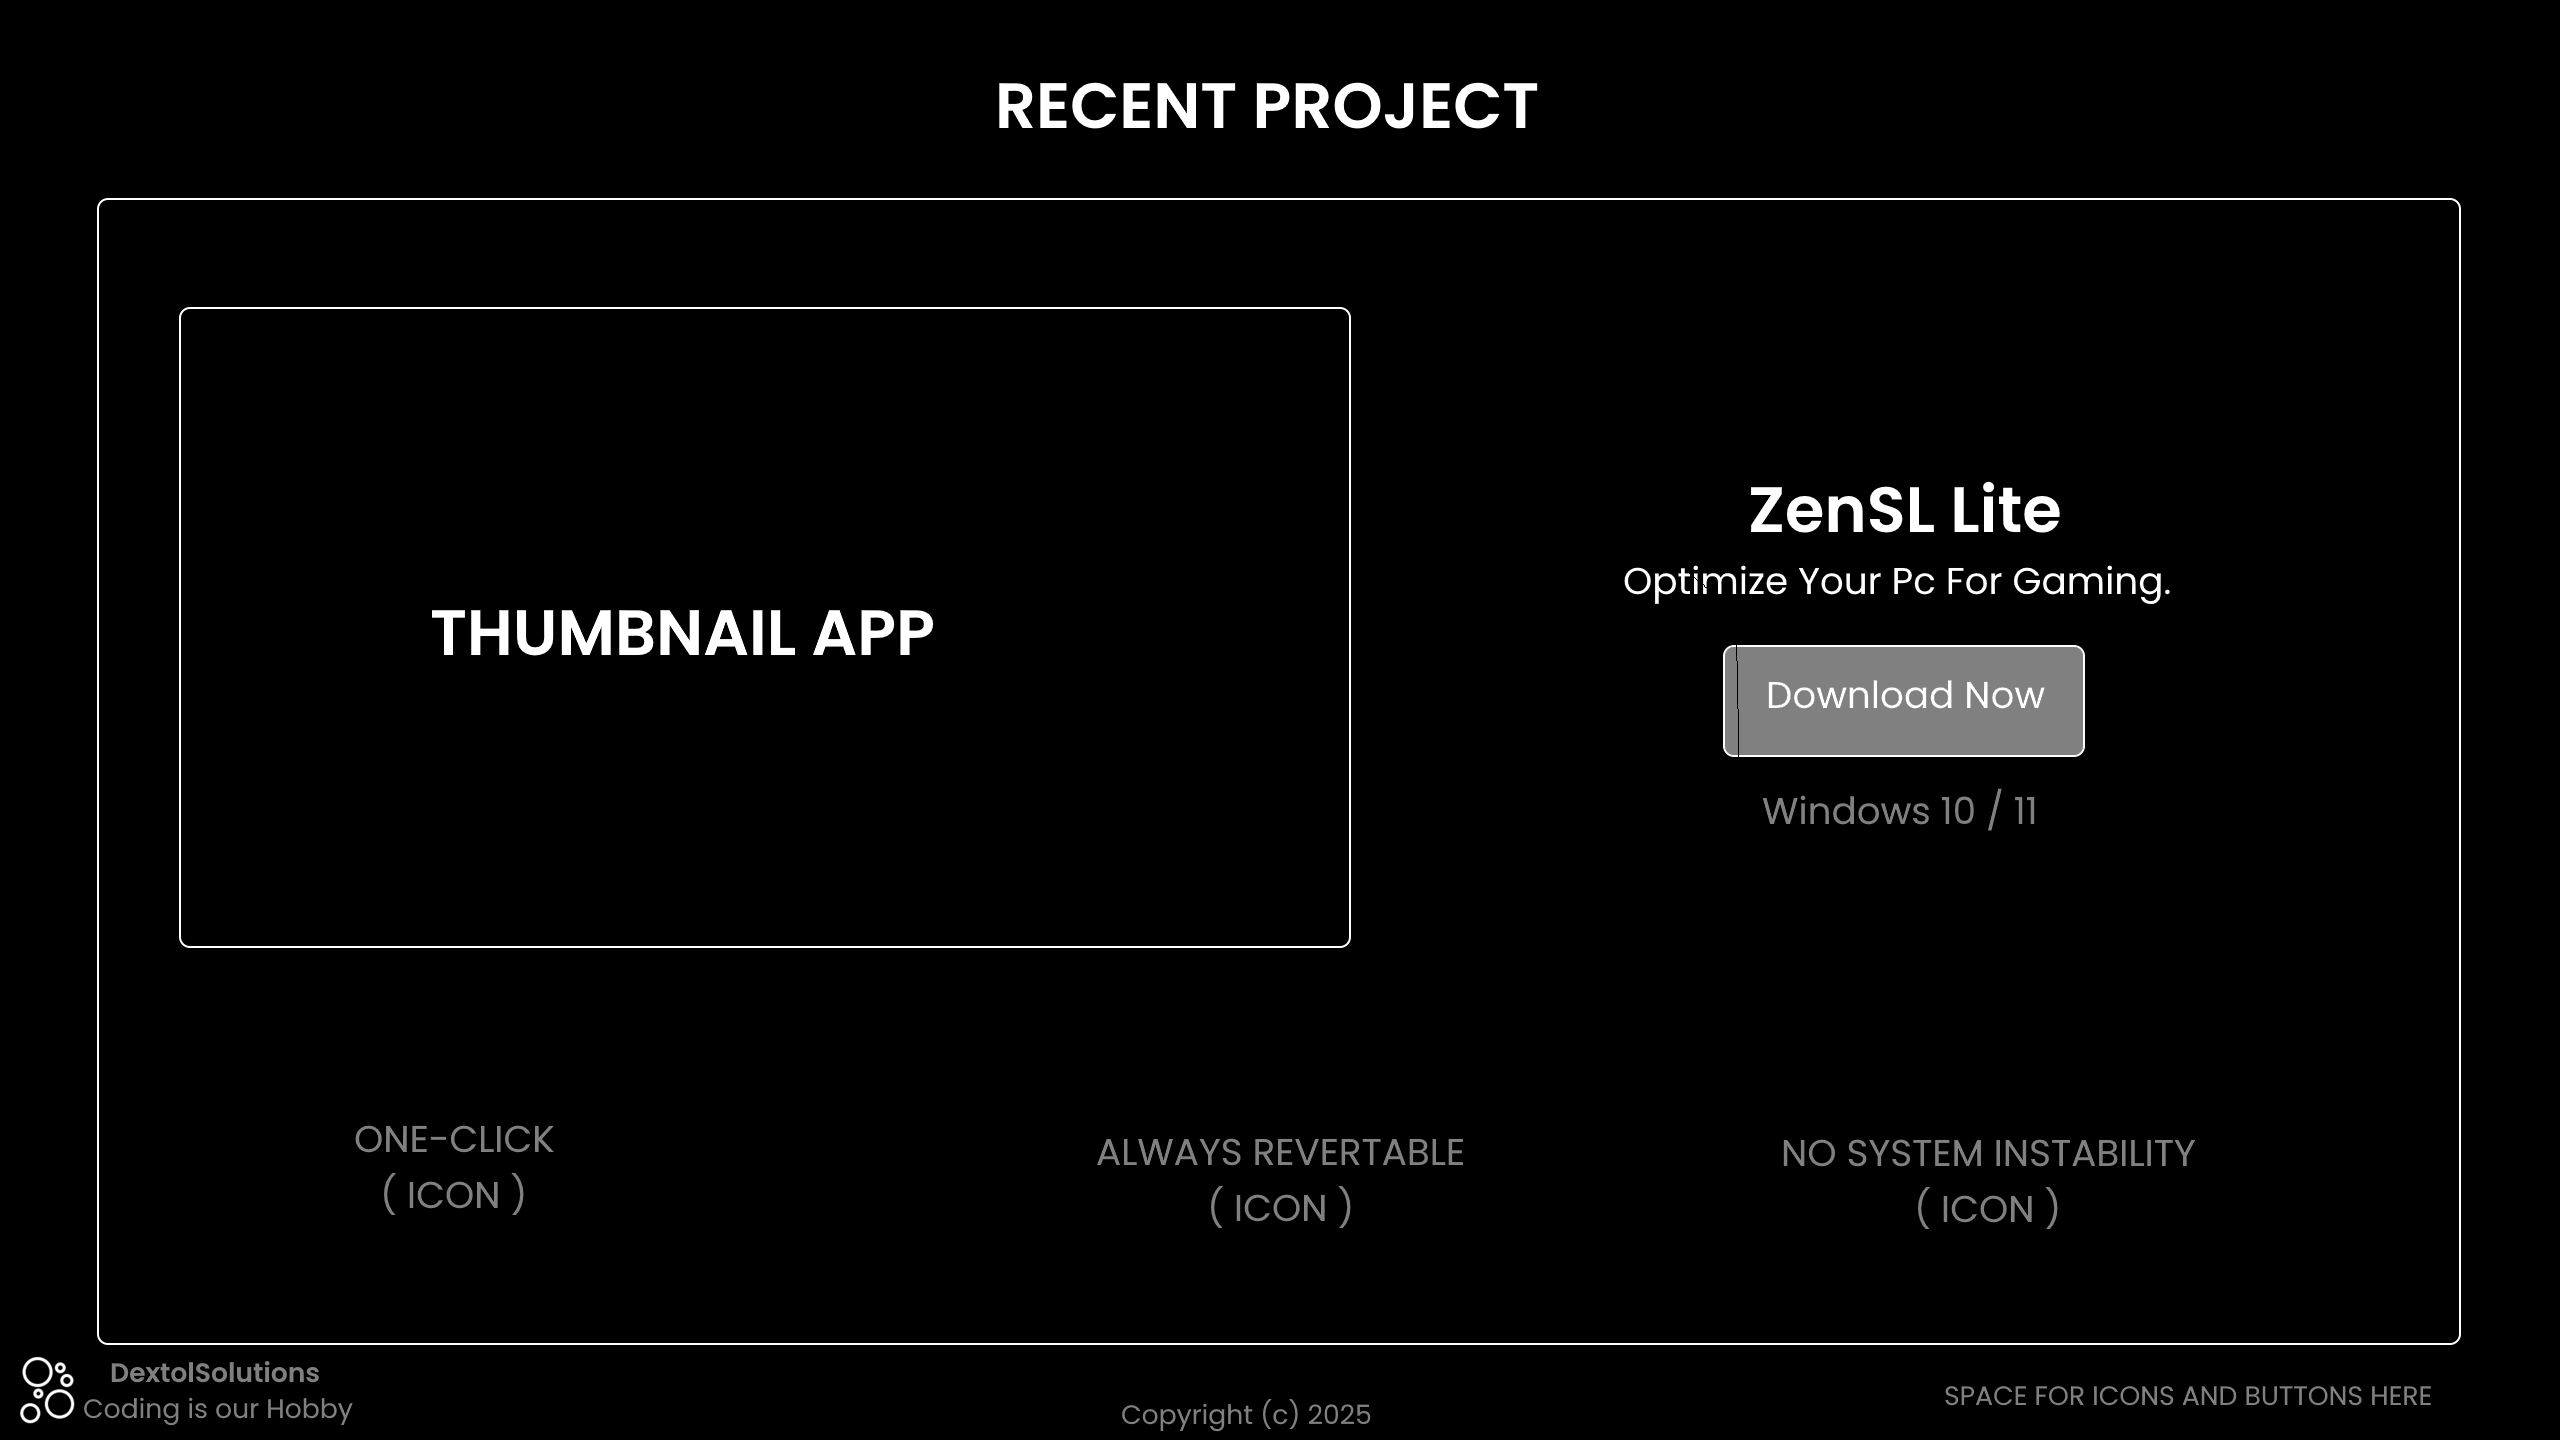 RECENT PROJECT
THUMBNAIL APP
ZenSL Lite
Optimize Your Pc For Gaming.
Download Now
Windows 10 / 11
ONE-CLICK
( ICON )
ALWAYS REVERTABLE
( ICON )
NO SYSTEM INSTABILITY
( ICON )
DextolSolutions
Coding is our Hobby
Copyright (c) 2025
SPACE FOR ICONS AND BUTTONS HERE